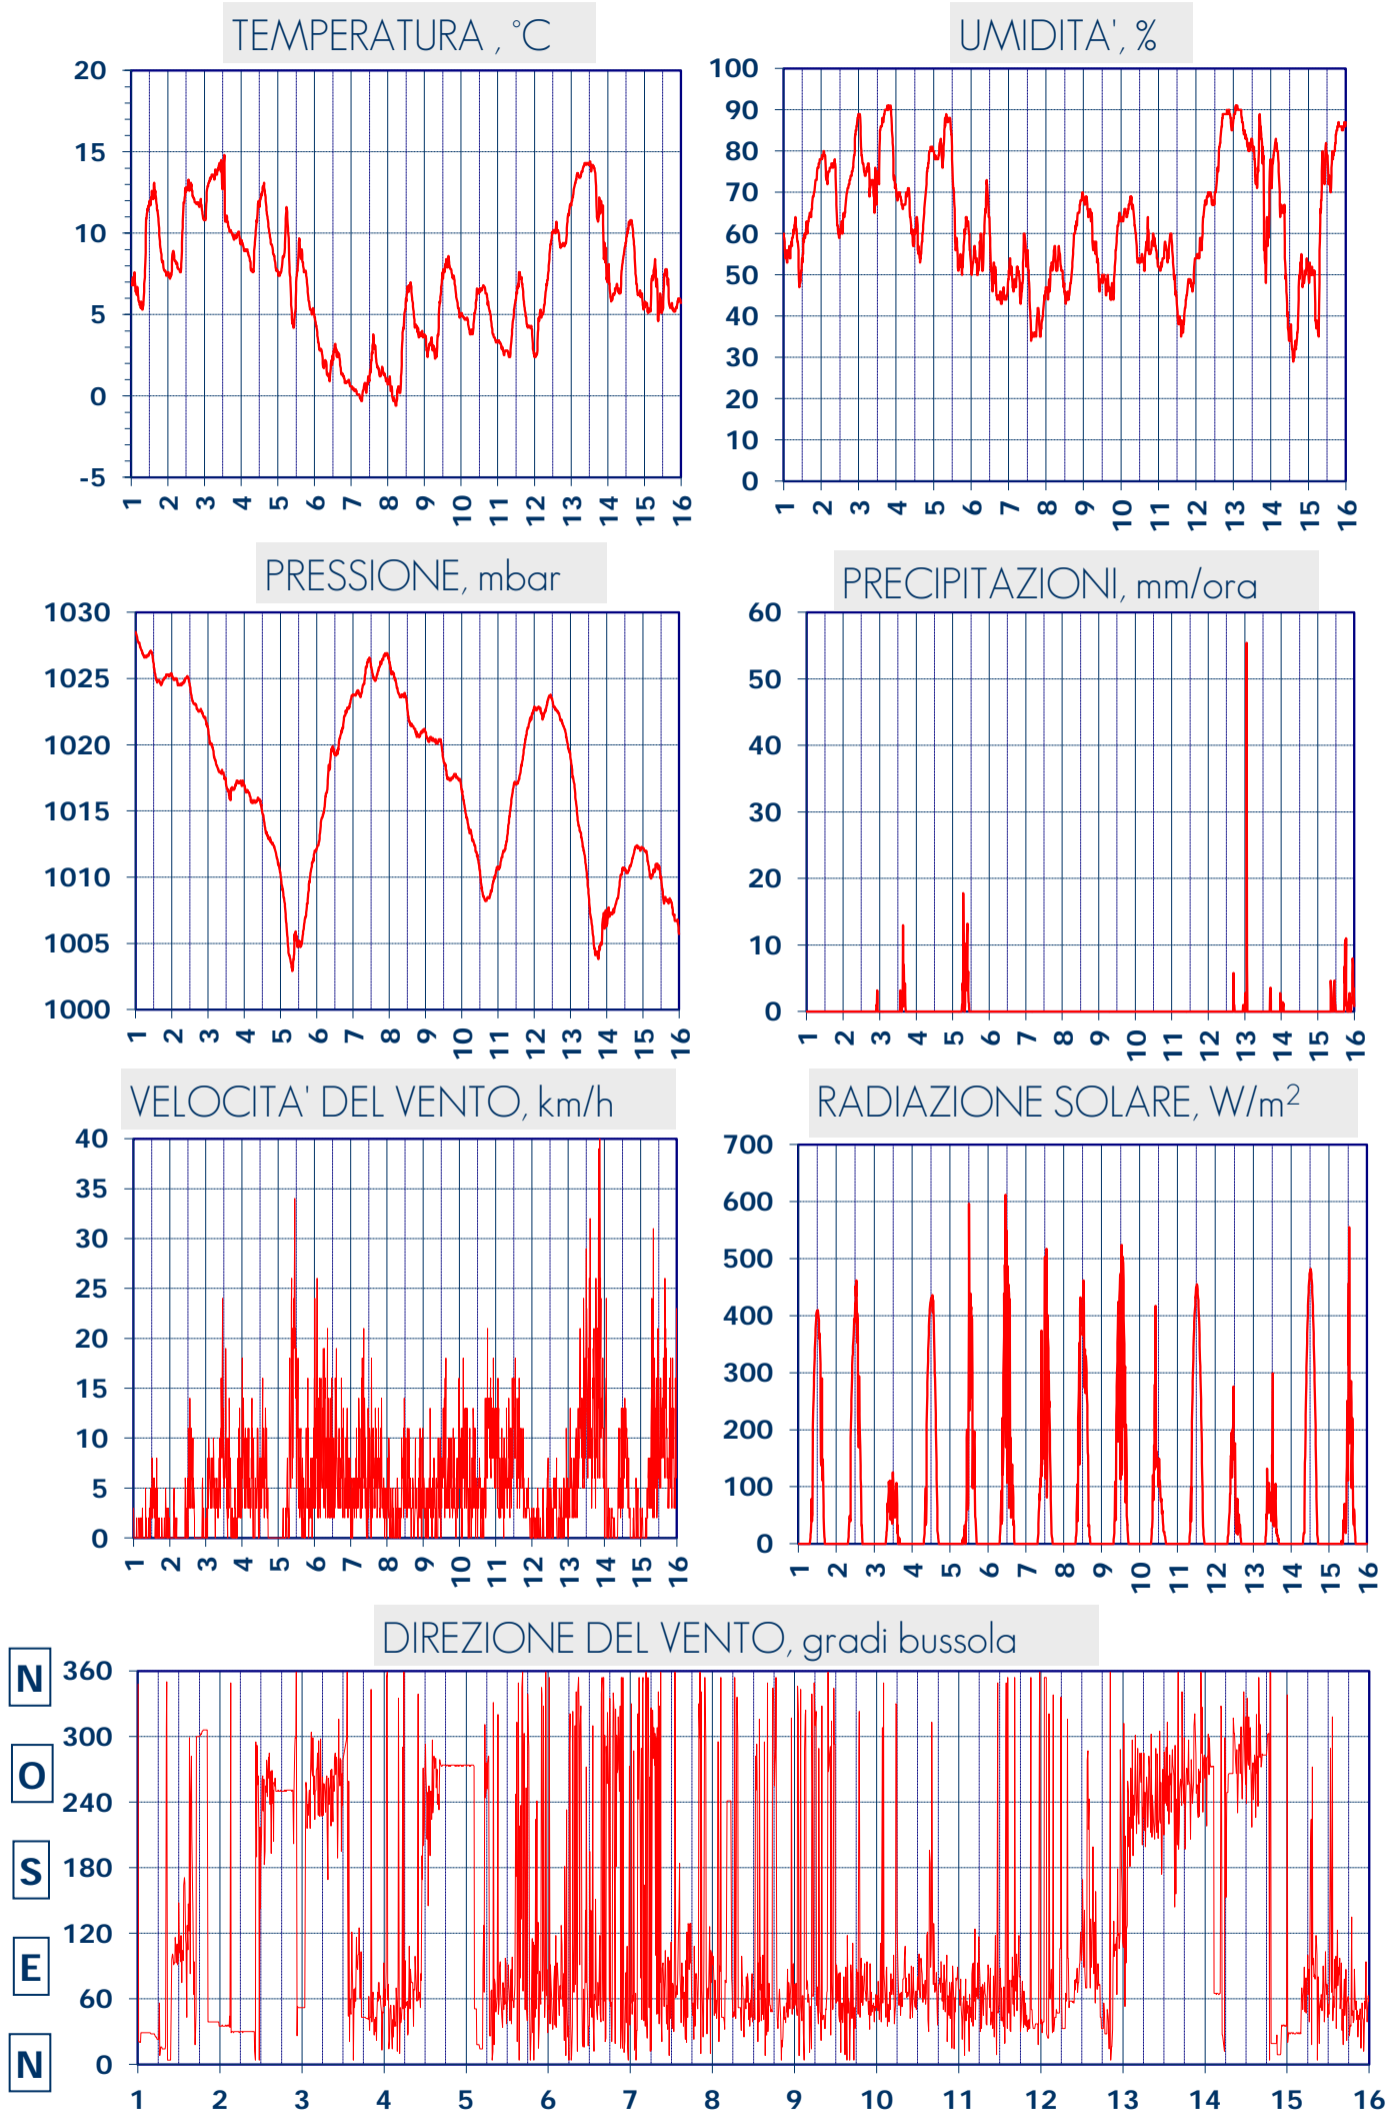 TEMPERATURA , °C
20
15
10
5
0
-5
1 2 3 4 5 6 7 8 9 10 11 12 13 14 15 16
UMIDITA', %
100
90
80
70
60
50
40
30
20
10
0
1 2 3 4 5 6 7 8 9 10 11 12 13 14 15 16
PRESSIONE, mbar
1030
1025
1020
1015
1010
1005
1000
1 2 3 4 5 6 7 8 9 10 11 12 13 14 15 16
PRECIPITAZIONI, mm/ora
60
50
40
30
20
10
0
1 2 3 4 5 6 7 8 9 10 11 12 13 14 15 16
VELOCITA' DEL VENTO, km/h
40
35
30
25
20
15
10
5
0
1 2 3 4 5 6 7 8 9 10 11 12 13 14 15 16
RADIAZIONE SOLARE, W/m²
700
600
500
400
300
200
100
0
1 2 3 4 5 6 7 8 9 10 11 12 13 14 15 16
DIREZIONE DEL VENTO, gradi bussola
N 360
300
O
240
S 180
120
E
60
N 0
1 2 3 4 5 6 7 8 9 10 11 12 13 14 15 16